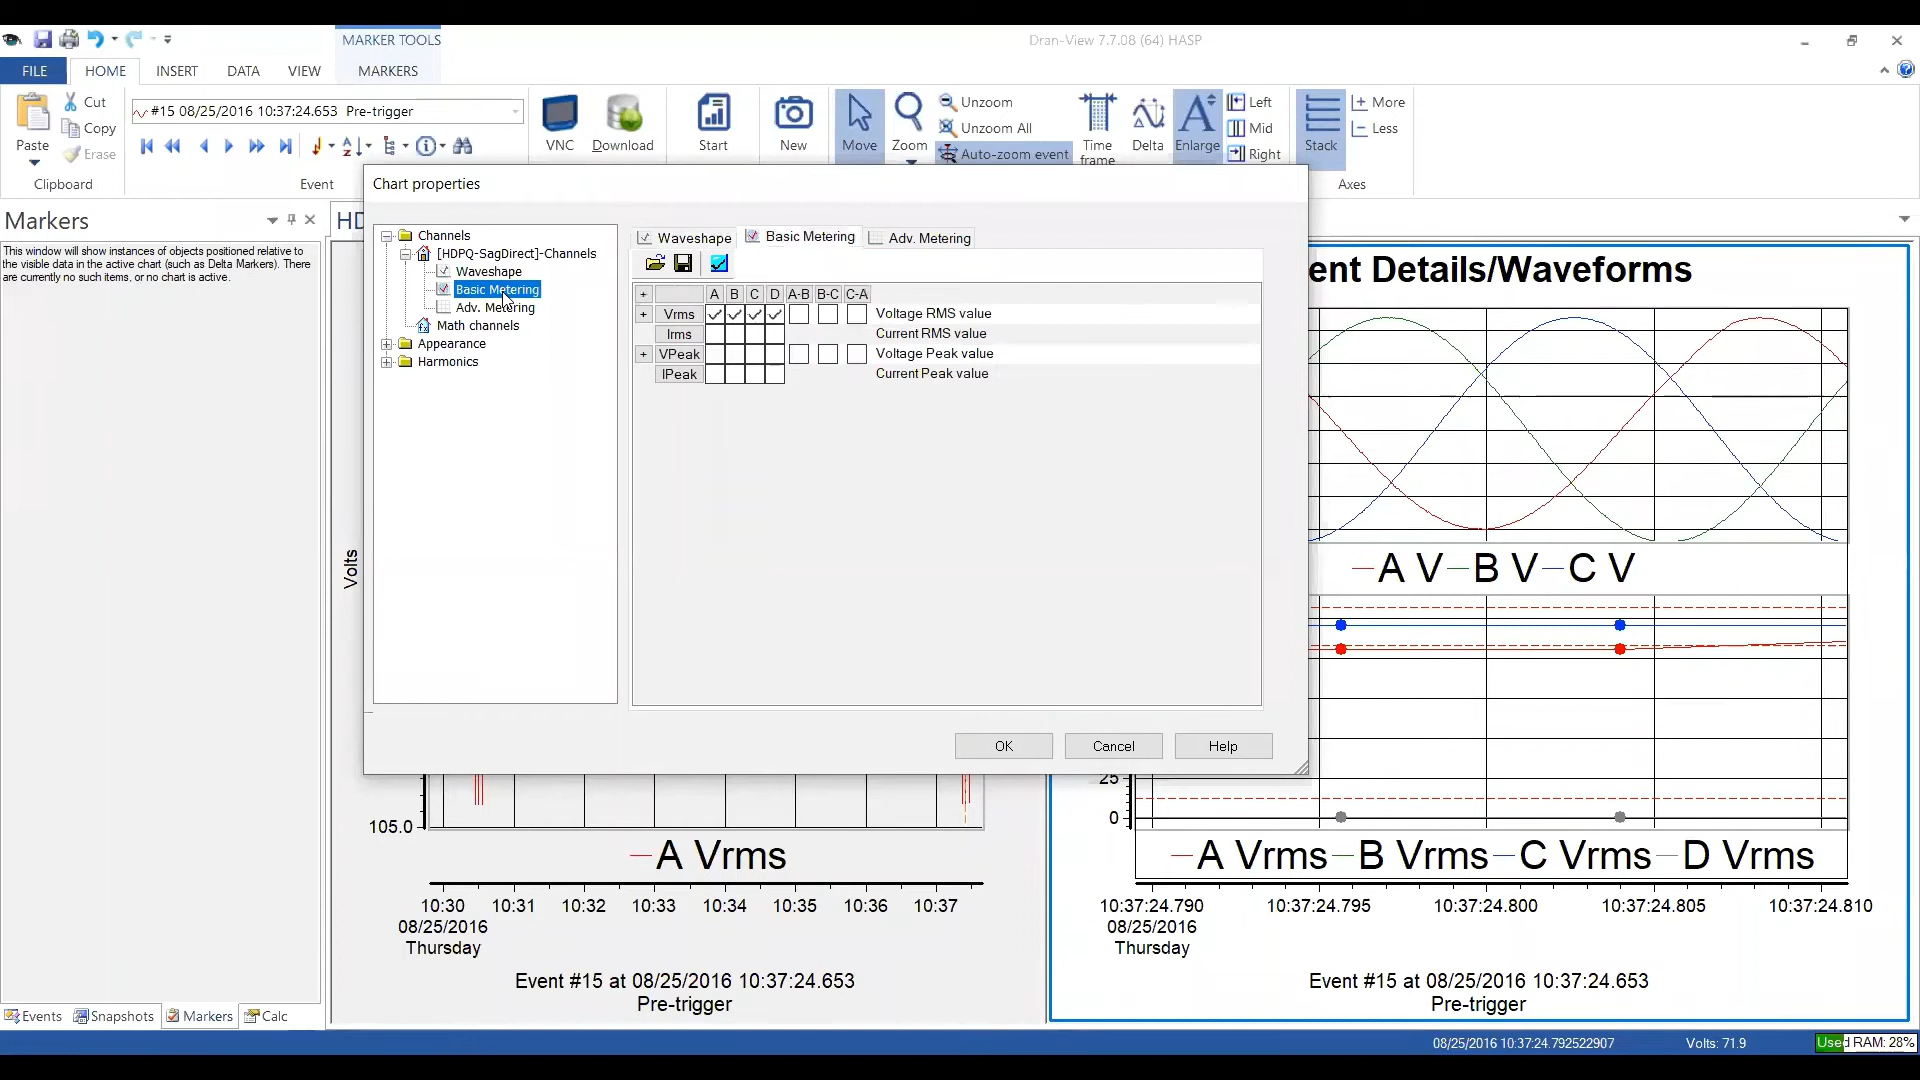 MARKER TOOLS
Dran-View 7.7.08 (64) HASP
FILE HOME INSERT DATA VIEW MARKERS
Paste
Cut
Copy
Erase
Clipboard
#15 08/25/2016 10:37:24.653 Pre-trigger
Event
VNC
Download
Start
New
Move
Zoom
Unzoom
Unzoom All
Auto-zoom event
Time
frame
Delta
Enlarge
Left
Mid
Right
Stack
More
Less
Axes
Markers
This window will show instances of objects positioned relative to
the visible data in the active chart (such as Delta Markers). There
are currently no such items, or no chart is active.
Events Snapshots Markers Calc
HD
Chart properties
Channels
[HDPQ-SagDirect]-Channels
Waveshape
Basic Metering
Adv. Metering
Math channels
Appearance
Harmonics
Waveshape Basic Metering Adv. Metering
+ A B C D A-B B-C C-A
+ Vrms Voltage RMS value
Irms Current RMS value
+ VPeak Voltage Peak value
IPeak Current Peak value
OK Cancel Help
Volts
105.0
A Vrms
10:30 10:31 10:32 10:33 10:34 10:35 10:36 10:37
08/25/2016
Thursday
Event #15 at 08/25/2016 10:37:24.653
Pre-trigger
ent Details/Waveforms
A V B V C V
25
0
A Vrms B Vrms C Vrms D Vrms
10:37:24.790 10:37:24.795 10:37:24.800 10:37:24.805 10:37:24.810
08/25/2016
Thursday
Event #15 at 08/25/2016 10:37:24.653
Pre-trigger
08/25/2016 10:37:24.792522907 Volts: 71.9 Used RAM: 28%